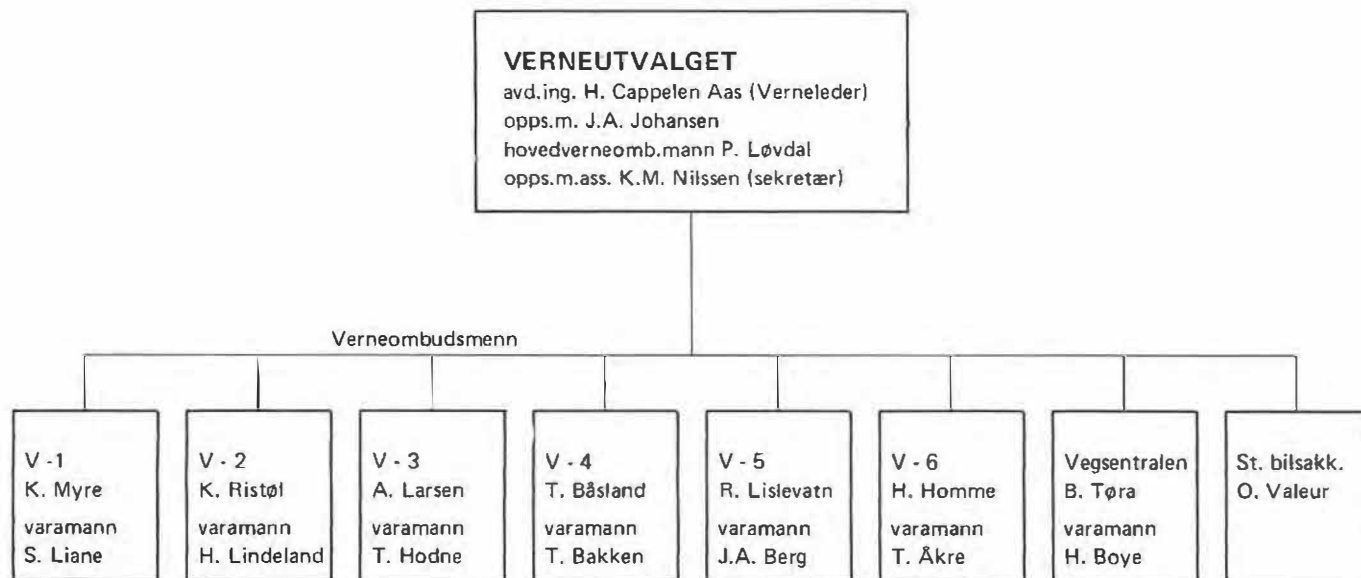 VERNEUTVALGET
avd.ing. H. Cappelen Aas (Verneleder)
opps.m. J.A. Johansen
hovedverneomb.mann P. Løvdal
opps.m.ass. K.M. Nilssen (sekretær)
Verneombudsmenn
V -1
K. Myre
varamann
S. Liane
V - 2
K. Ristøl
varamann
H. Lindeland
V - 3
A. Larsen
varamann
T. Hodne
V - 4
T. Båsland
varamann
T. Bakken
V - 5
R. Lislevatn
varamann
J.A. Berg
V - 6
H. Homme
varamann
T. Åkre
Vegsentralen
B. Tøra
varamann
H. Boye
St. bilsakk.
O. Valeur